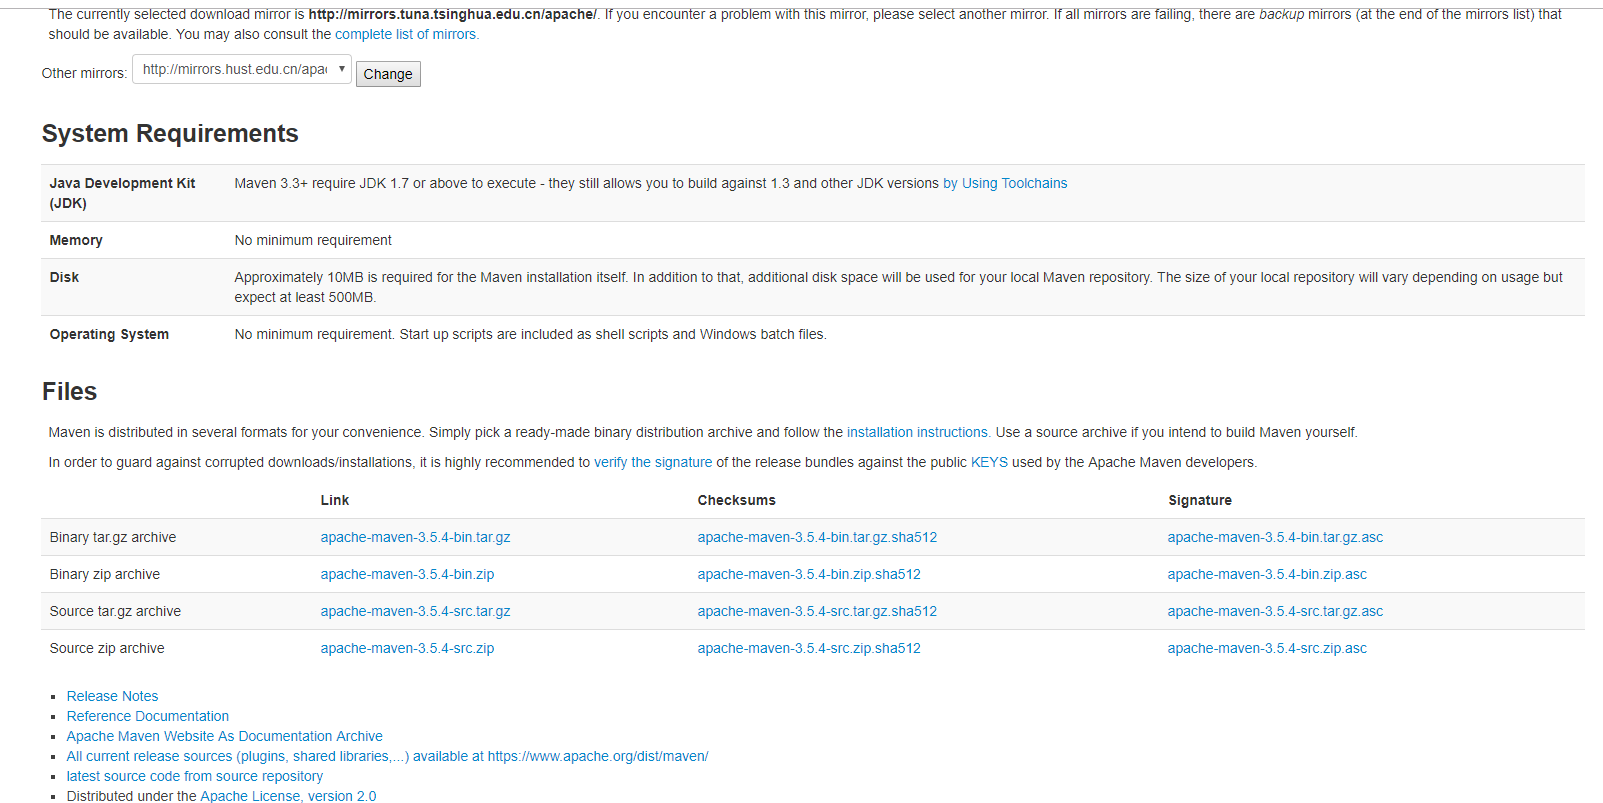 The currently selected download mirror is http://mirrors.tuna.tsinghua.edu.cn/apache/. If you encounter a problem with this mirror, please select another mirror. If all mirrors are failing, there are backup mirrors (at the end of the mirrors list) that
should be available. You may also consult the complete list of mirrors.
Other mirrors: http://mirrors.hust.edu.cn/apac Change
System Requirements
Java Development Kit (JDK) Maven 3.3+ require JDK 1.7 or above to execute - they still allows you to build against 1.3 and other JDK versions by Using Toolchains
Memory No minimum requirement
Disk Approximately 10MB is required for the Maven installation itself. In addition to that, additional disk space will be used for your local Maven repository. The size of your local repository will vary depending on usage but
expect at least 500MB.
Operating System No minimum requirement. Start up scripts are included as shell scripts and Windows batch files.
Files
Maven is distributed in several formats for your convenience. Simply pick a ready-made binary distribution archive and follow the installation instructions. Use a source archive if you intend to build Maven yourself.
In order to guard against corrupted downloads/installations, it is highly recommended to verify the signature of the release bundles against the public KEYS used by the Apache Maven developers.
Link Checksums Signature
Binary tar.gz archive apache-maven-3.5.4-bin.tar.gz apache-maven-3.5.4-bin.tar.gz.sha512 apache-maven-3.5.4-bin.tar.gz.asc
Binary zip archive apache-maven-3.5.4-bin.zip apache-maven-3.5.4-bin.zip.sha512 apache-maven-3.5.4-bin.zip.asc
Source tar.gz archive apache-maven-3.5.4-src.tar.gz apache-maven-3.5.4-src.tar.gz.sha512 apache-maven-3.5.4-src.tar.gz.asc
Source zip archive apache-maven-3.5.4-src.zip apache-maven-3.5.4-src.zip.sha512 apache-maven-3.5.4-src.zip.asc
Release Notes
Reference Documentation
Apache Maven Website As Documentation Archive
All current release sources (plugins, shared libraries,...) available at https://www.apache.org/dist/maven/
latest source code from source repository
Distributed under the Apache License, version 2.0